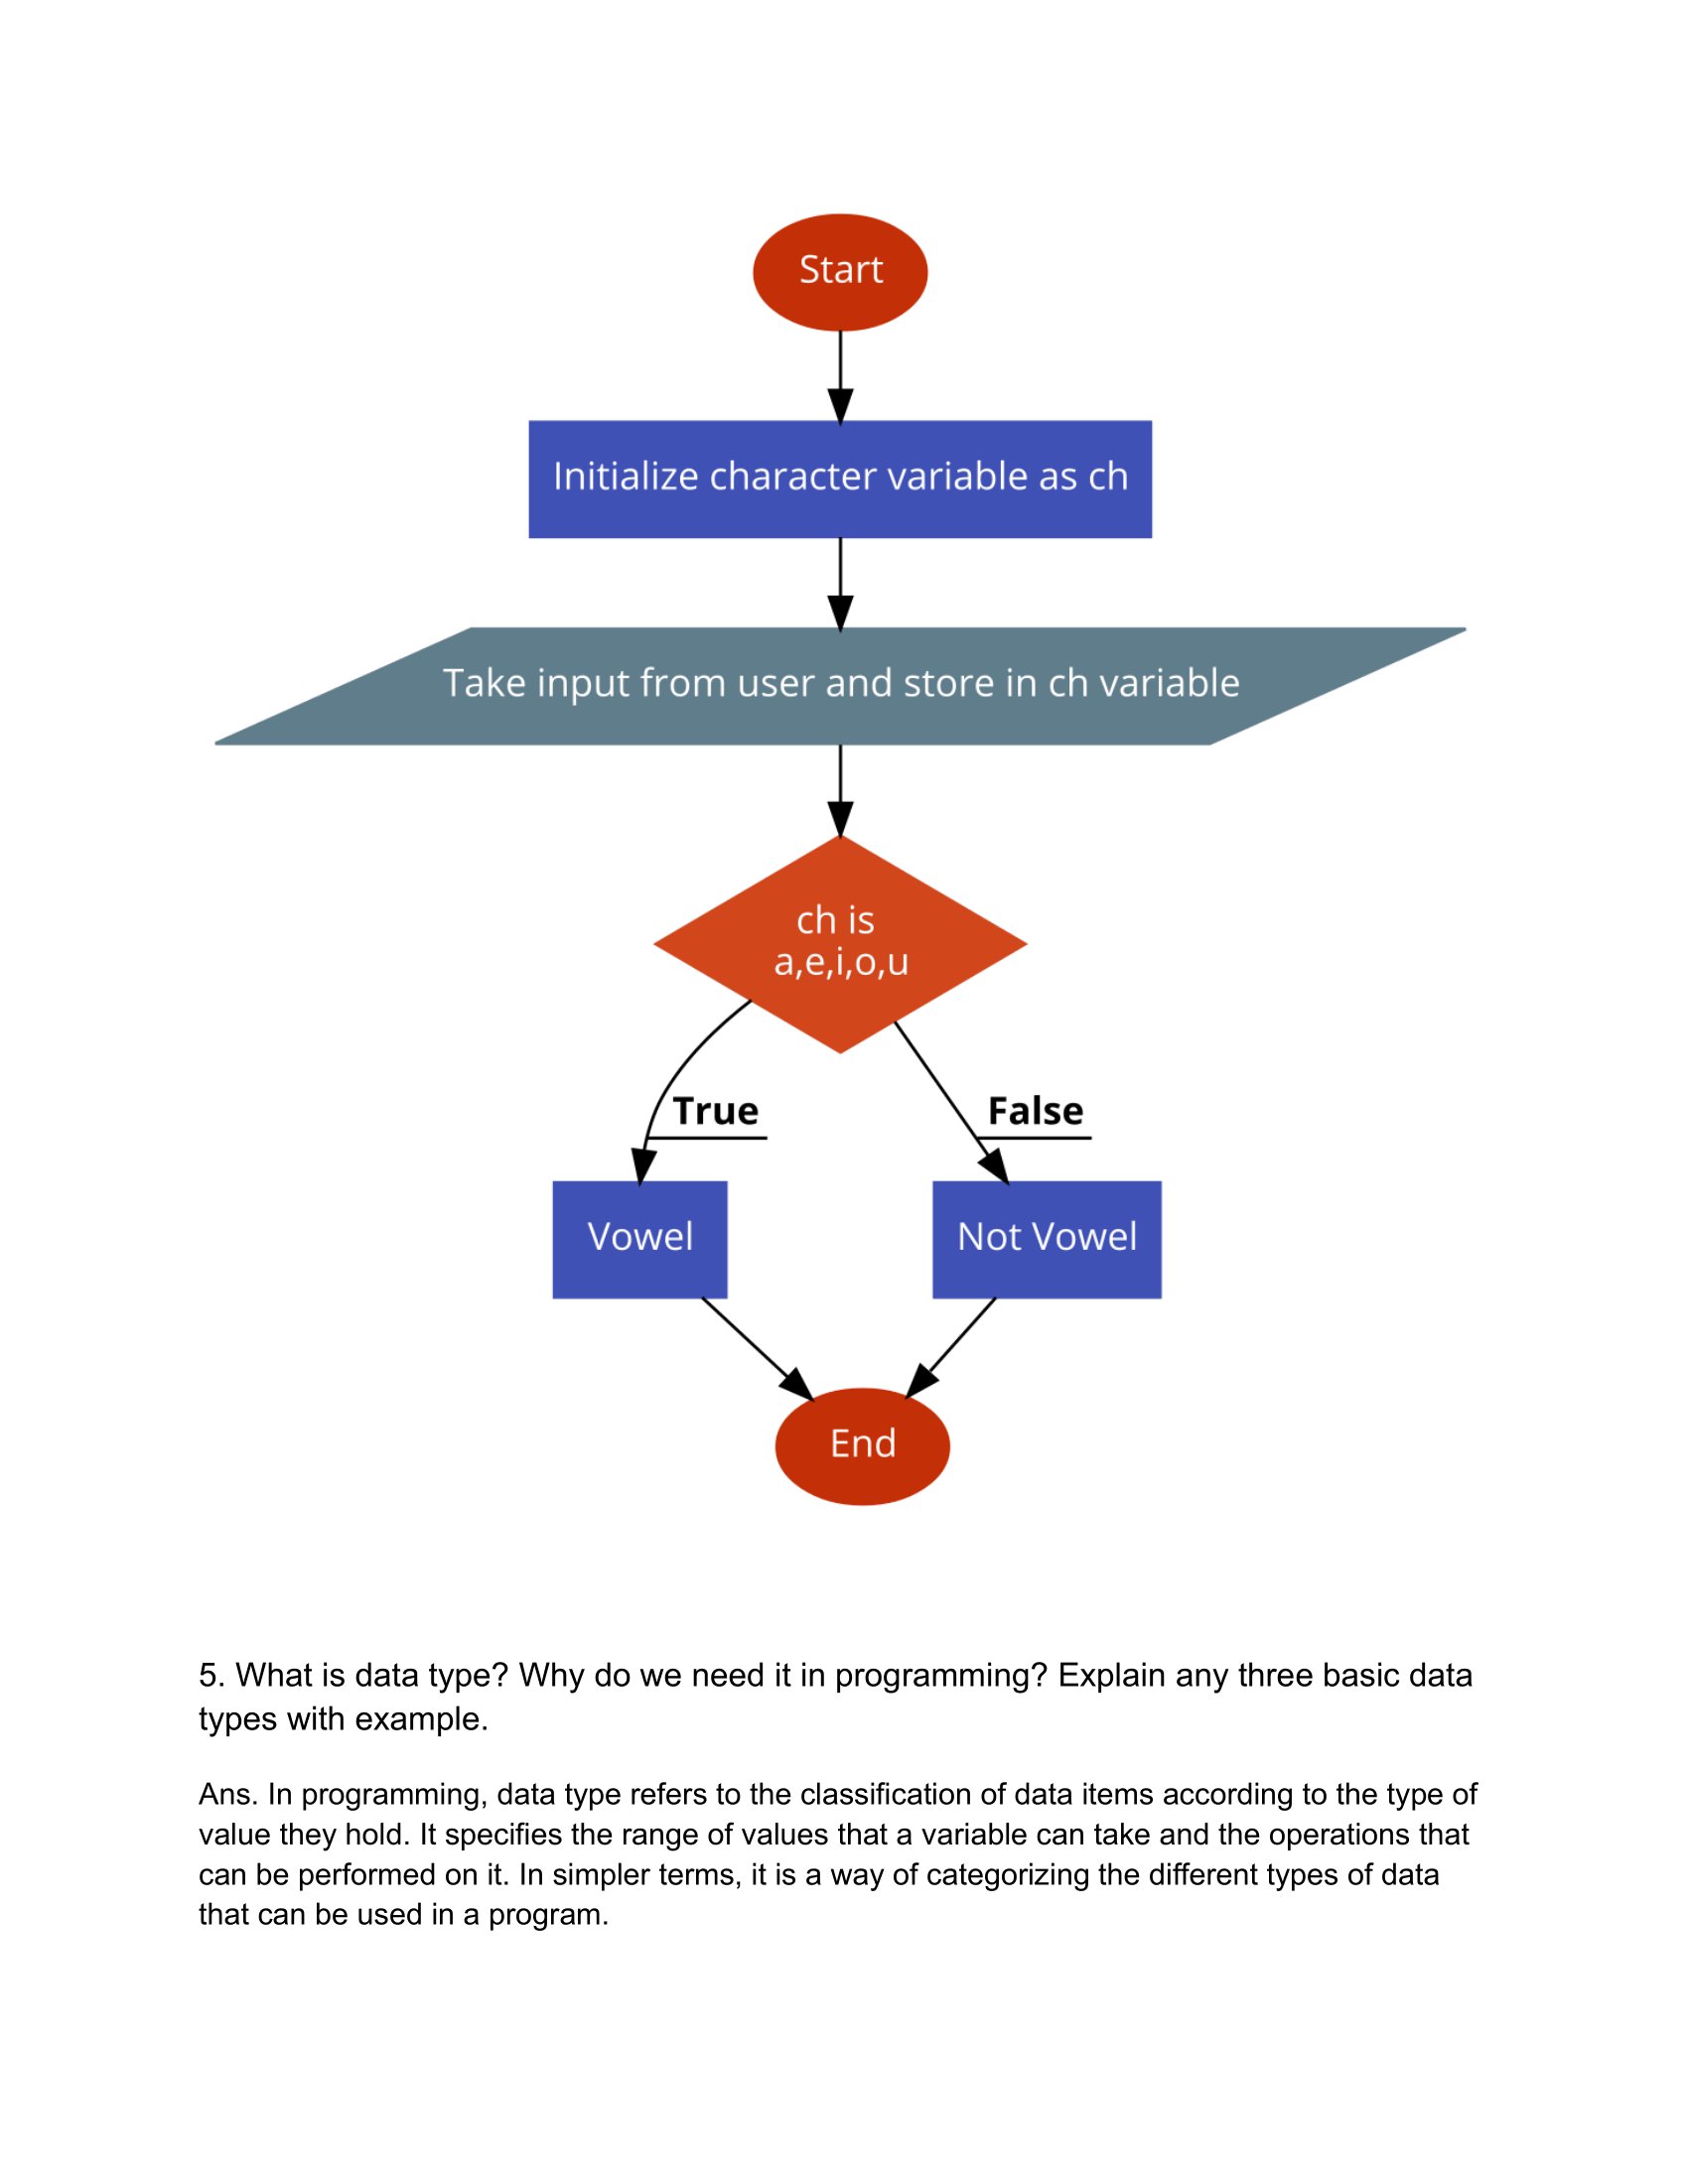 Start
Initialize character variable as ch
Take input from user and store in ch variable
ch is
a,e,i,o,u
True
False
Vowel
Not Vowel
End
5. What is data type? Why do we need it in programming? Explain any three basic data
types with example.
Ans. In programming, data type refers to the classification of data items according to the type of
value they hold. It specifies the range of values that a variable can take and the operations that
can be performed on it. In simpler terms, it is a way of categorizing the different types of data
that can be used in a program.